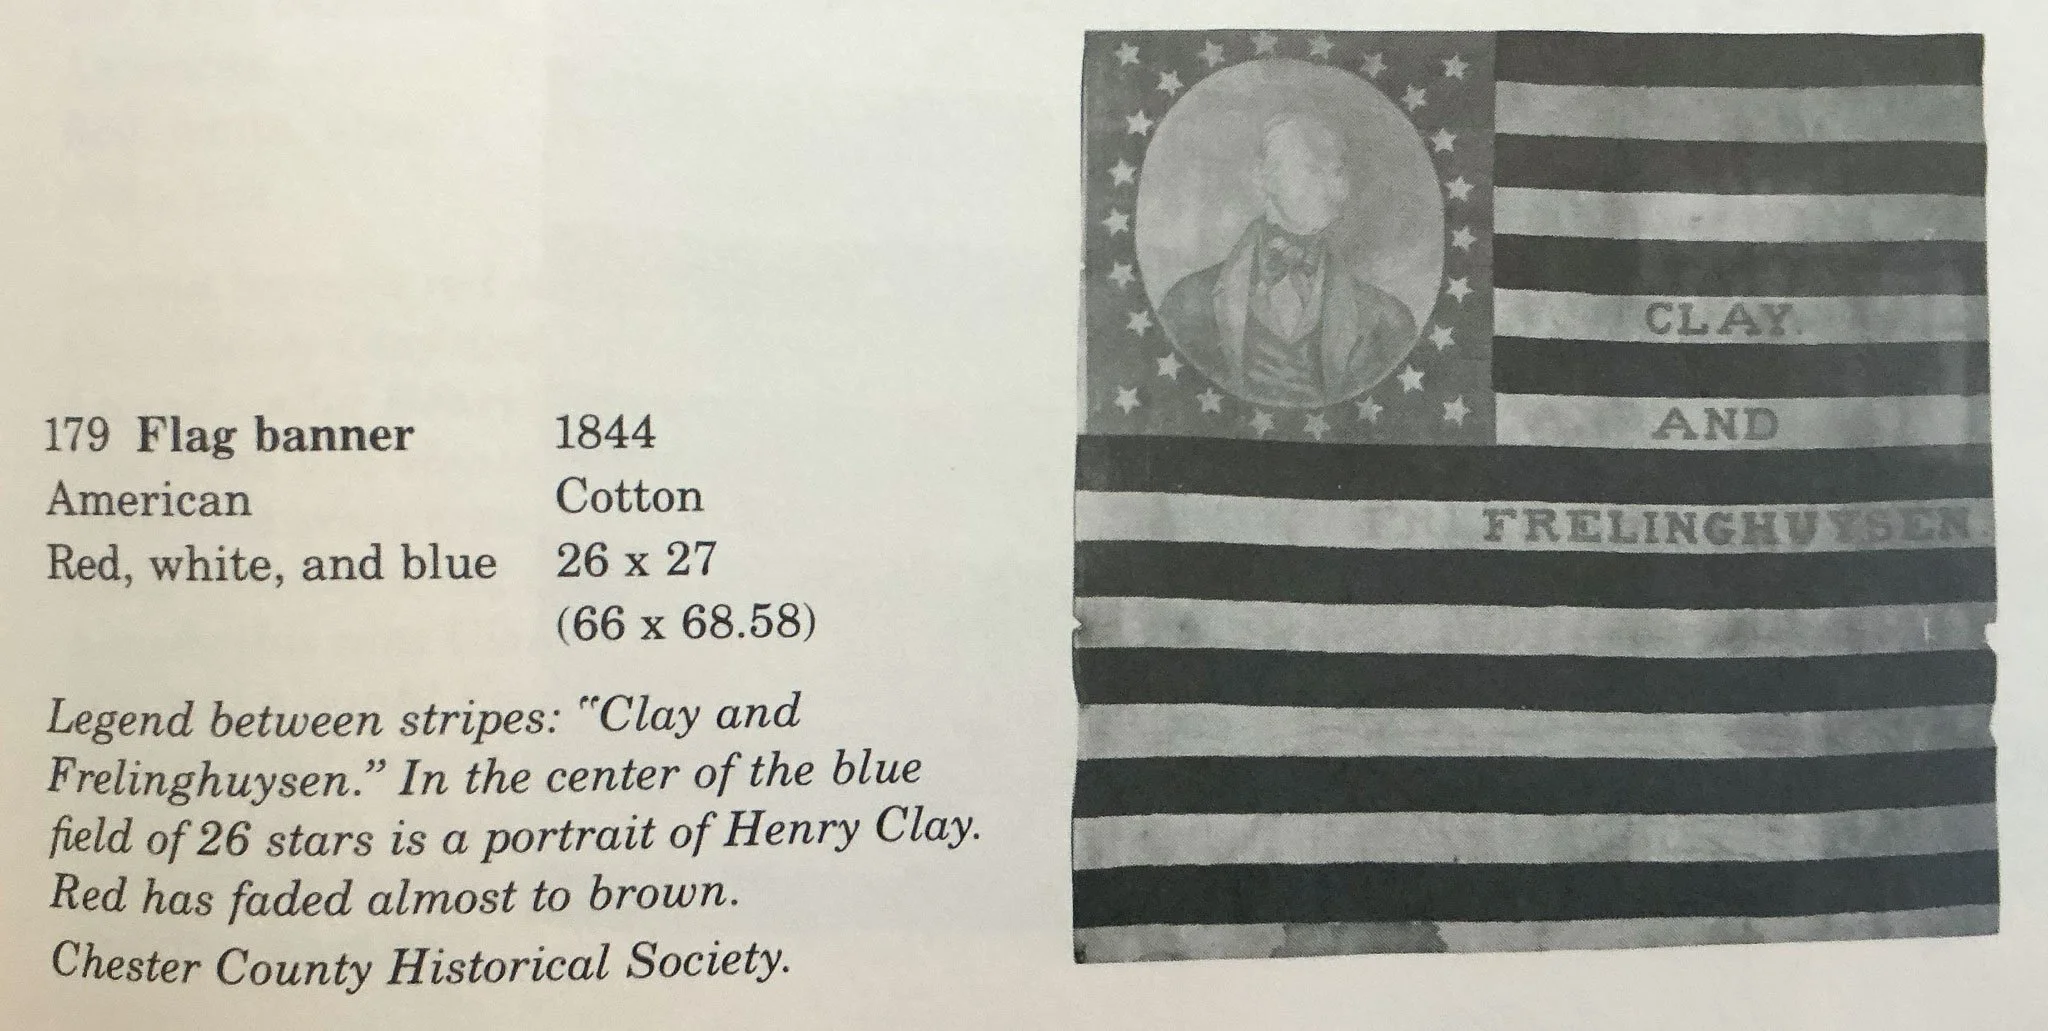 179 Flag banner 1844
American Cotton
Red, white, and blue 26 x 27
(66 x 68.58)
Legend between stripes: "Clay and
Frelinghuysen.” In the center of the blue
field of 26 stars is a portrait of Henry Clay.
Red has faded almost to brown.
Chester County Historical Society.
CLAY.
AND
FRELINGHUYSEN